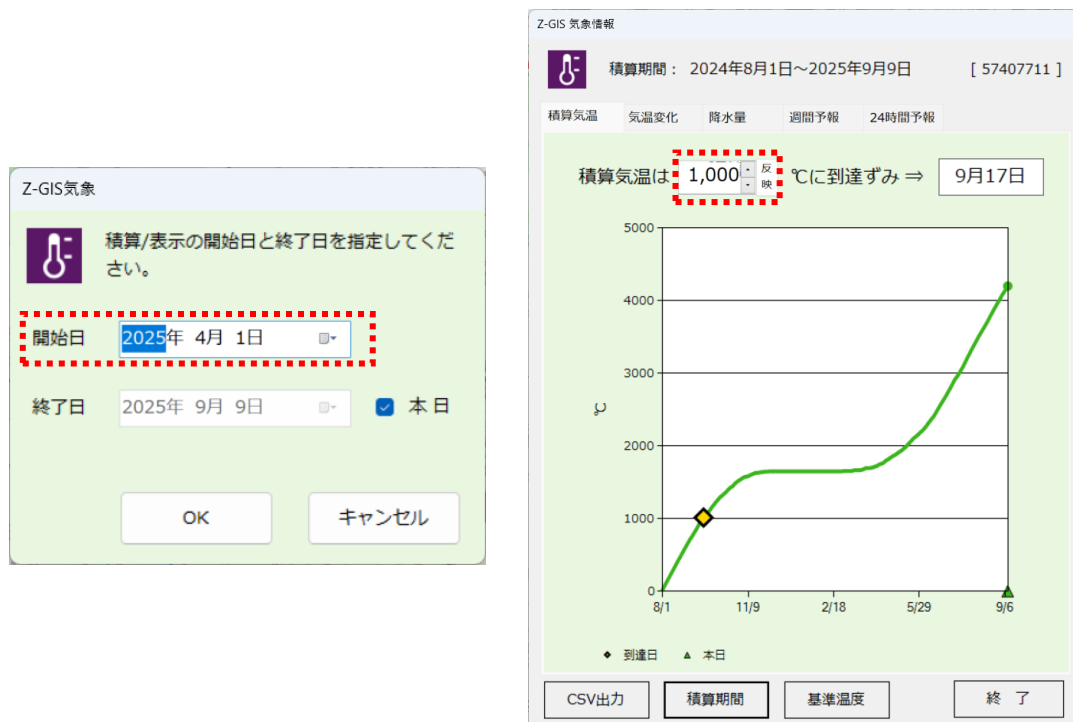 Z-GIS気象
積算/表示の開始日と終了日を指定してくだ
さい。
開始日 2025年 4月 1日
終了日 2025年 9月 9日 本日
OK キャンセル
Z-GIS 気象情報
積算期間： 2024年8月1日～2025年9月9日 [ 57407711 ]
積算気温 気温変化 降水量 週間予報 24時間予報
積算気温は 1,000 反映 ℃に到達ずみ⇒ 9月17日
5000
4000
3000
℃
2000
1000
0
8/1 11/9 2/18 5/29 9/6
到達日 本日
CSV出力 積算期間 基準温度 終 了